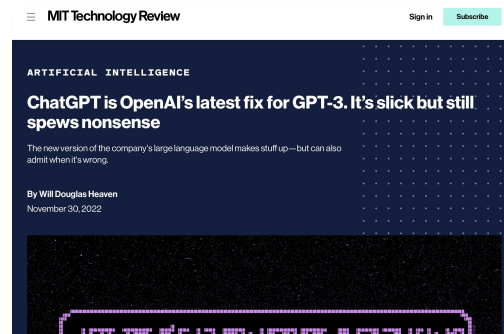 MIT Technology Review
Sign in
Subscribe
ARTIFICIAL INTELLIGENCE
ChatGPT is OpenAI’s latest fix for GPT-3. It’s slick but still
spews nonsense
The new version of the company’s large language model makes stuff up—but can also
admit when it’s wrong.
By Will Douglas Heaven
November 30, 2022